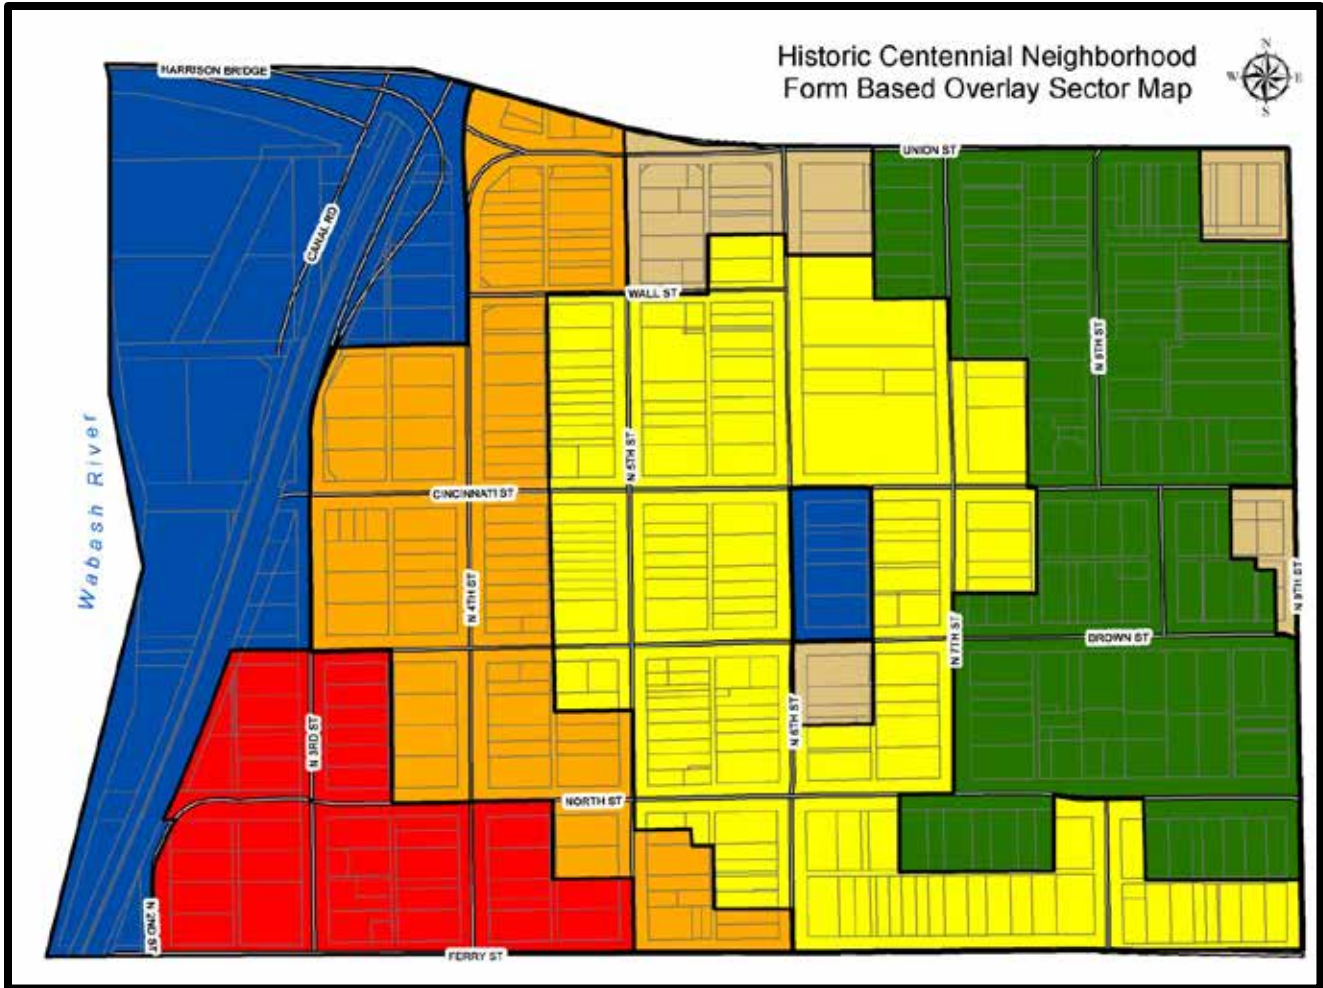 Historic Centennial Neighborhood
Form Based Overlay Sector Map
N
W
E
S
HARRISON BRIDGE
UNION ST
CANAL RD
WALL ST
N 8TH ST
Wabash River
N 5TH ST
CINCINNATI ST
N 4TH ST
N 9TH ST
N 7TH ST
BROWN ST
N 3RD ST
N 6TH ST
NORTH ST
N 2ND ST
FERRY ST